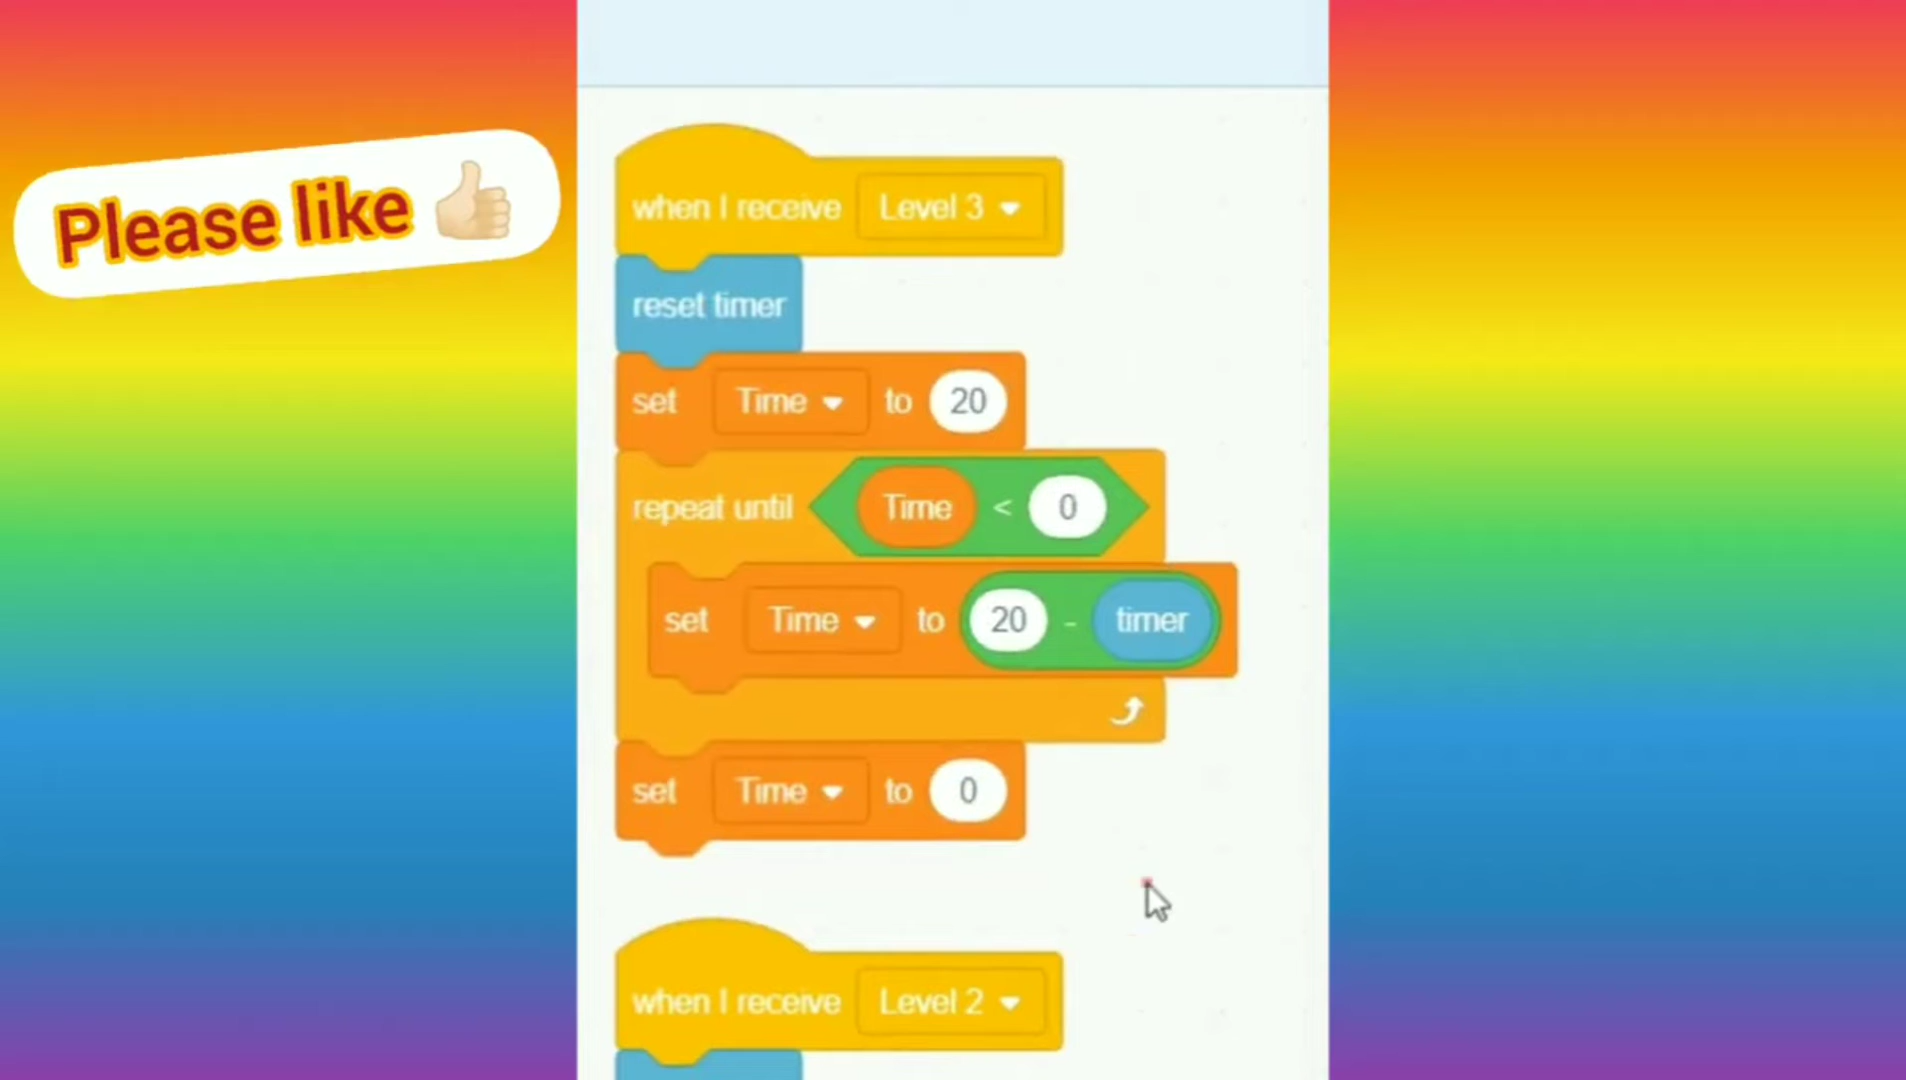 Please like 👍🏻
when I receive Level 3
reset timer
set Time to 20
repeat until Time < 0
set Time to 20 - timer
set Time to 0
when I receive Level 2